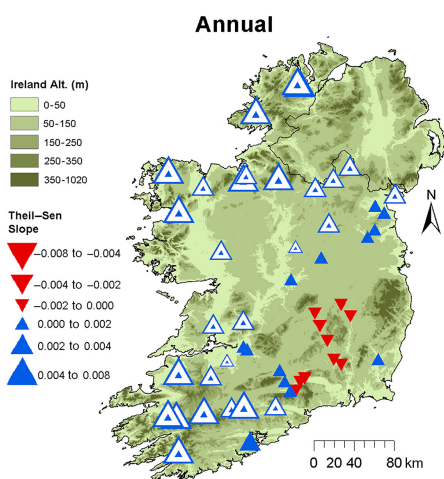 Annual
Ireland Alt. (m)
0-50
50-150
150-250
250-350
350-1020
Theil–Sen
Slope
−0.008 to −0.004
−0.004 to −0.002
−0.002 to 0.000
0.000 to 0.002
0.002 to 0.004
0.004 to 0.008
N
0 20 40 80 km